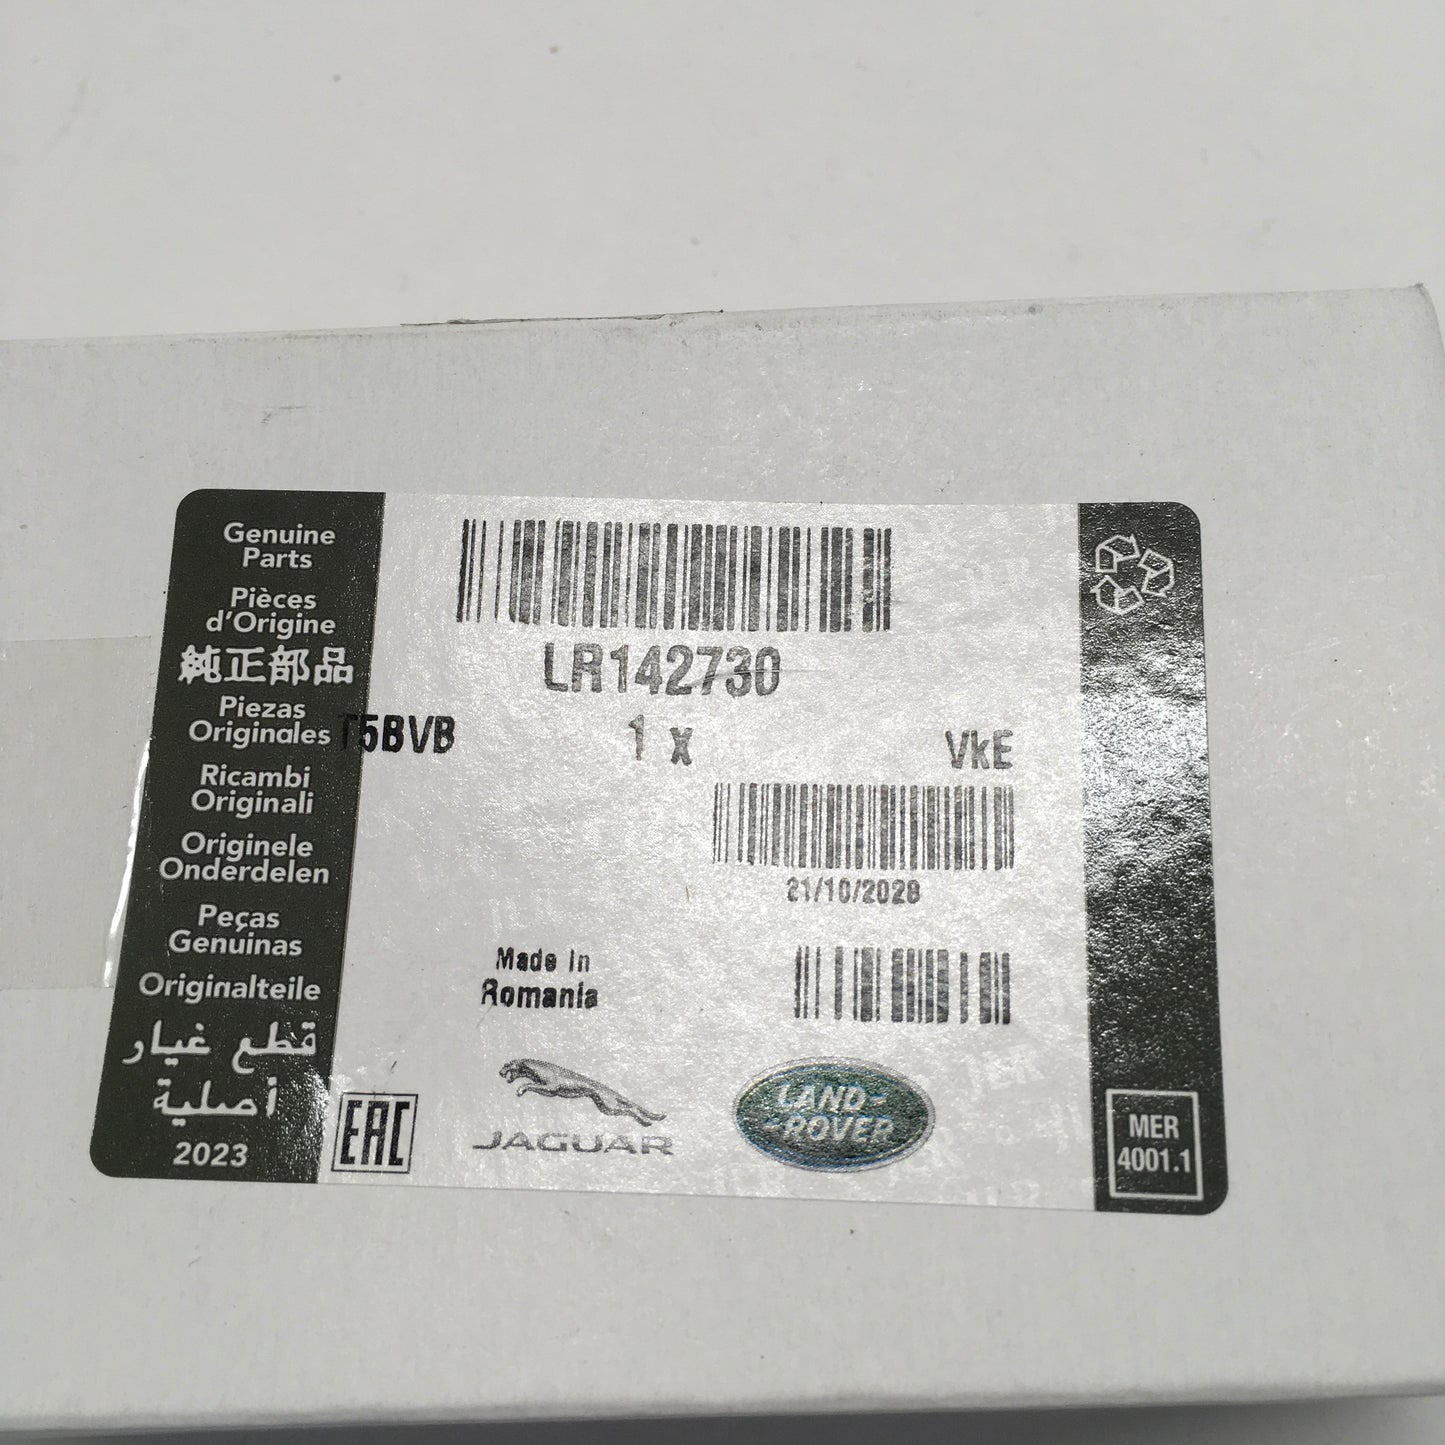 Genuine
Parts
Pièces
d'Origine
純正部品
Piezas
Originales
Ricambi
Originali
Originele
Onderdelen
Peças
Genuinas
Originalteile
قطع غيار
أصلية
2023
LR142730
T5BVB
1 x
VkE
21/10/2028
Made In
Romania
EAC
JAGUAR
LAND-
-ROVER
MER
4001.1